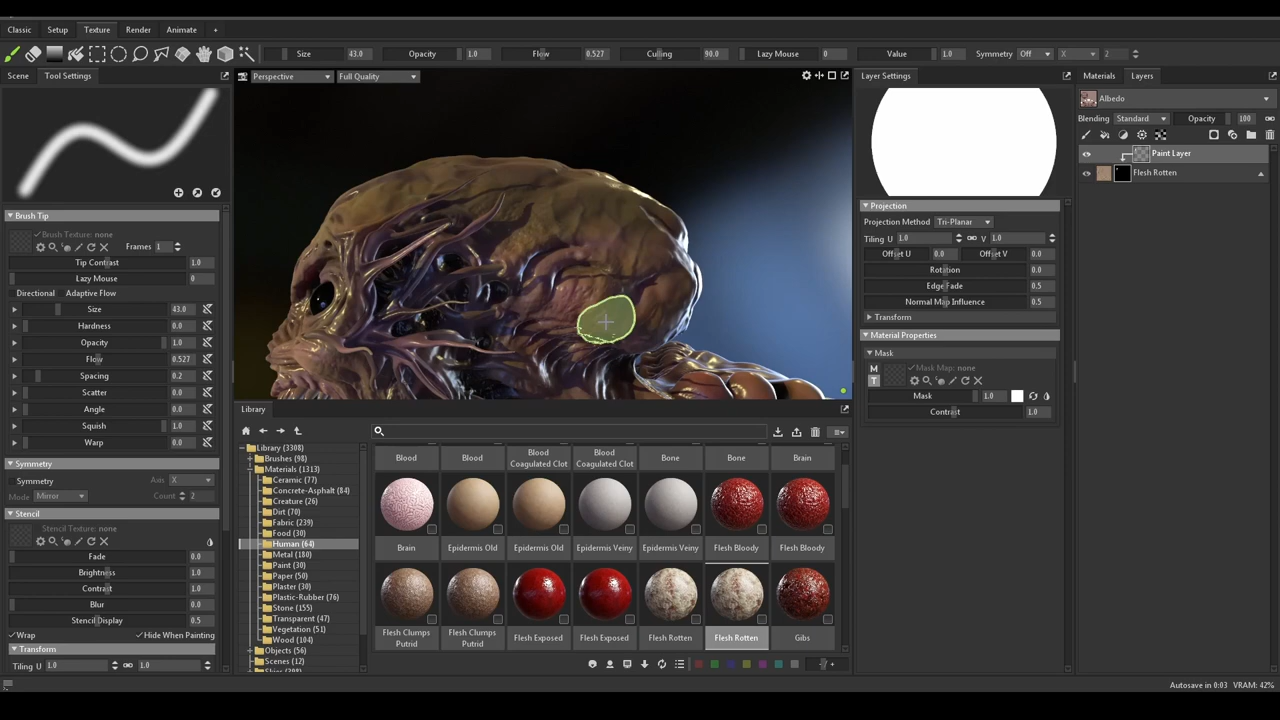 Classic Setup Texture Render Animate +
Size 43.0 Opacity 1.0 Flow 0.527 Culling 90.0 Lazy Mouse 0 Value 1.0 Symmetry Off X 2
Scene Tool Settings
Perspective Full Quality
Layer Settings
Materials Layers
Albedo
Blending Standard Opacity 100
Paint Layer
Flesh Rotten
Brush Tip
Brush Texture: none
Frames 1
Tip Contrast 1.0
Lazy Mouse 0
Directional Adaptive Flow
Size 43.0
Hardness 0.0
Opacity 1.0
Flow 0.527
Spacing 0.2
Scatter 0.0
Angle 0.0
Squish 1.0
Warp 0.0
Symmetry
Symmetry Axis X
Mode Mirror Count 2
Stencil
Stencil Texture: none
Fade 0.0
Brightness 1.0
Contrast 1.0
Blur 0.0
Stencil Display 0.5
Wrap Hide When Painting
Transform
Tiling U 1.0 1.0
Projection
Projection Method Tri-Planar
Tiling U 1.0 V 1.0
Offset U 0.0 Offset V 0.0
Rotation 0.0
Edge Fade 0.5
Normal Map Influence 0.5
Transform
Material Properties
Mask
M Mask Map: none
T
Mask 1.0
Contrast 1.0
Library
Library (3308)
Brushes (98)
Materials (1313)
Ceramic (77)
Concrete-Asphalt (84)
Creature (26)
Dirt (70)
Fabric (239)
Food (30)
Human (64)
Metal (180)
Paint (30)
Paper (50)
Plaster (30)
Plastic-Rubber (76)
Stone (155)
Transparent (47)
Vegetation (51)
Wood (104)
Objects (56)
Scenes (12)
Blood Blood Blood Coagulated Clot Blood Coagulated Clot Bone Bone Brain
Brain Epidermis Old Epidermis Old Epidermis Veiny Epidermis Veiny Flesh Bloody Flesh Bloody
Flesh Clumps Putrid Flesh Clumps Putrid Flesh Exposed Flesh Exposed Flesh Rotten Flesh Rotten Gibs
Autosave in 0:03 VRAM: 42%